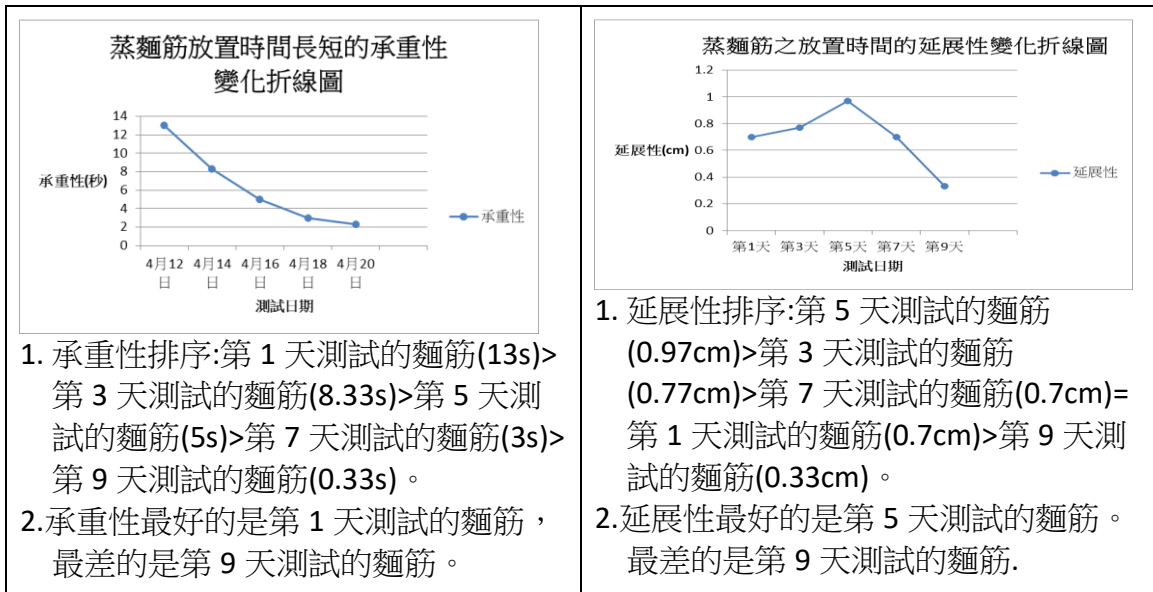 蒸麵筋放置時間長短的承重性
變化折線圖
14
12
10
8
6
4
2
0
承重性(秒)
承重性
4月12日 4月14日 4月16日 4月18日 4月20日
測試日期
1. 承重性排序:第 1 天測試的麵筋(13s)>
第 3 天測試的麵筋(8.33s)>第 5 天測
試的麵筋(5s)>第 7 天測試的麵筋(3s)>
第 9 天測試的麵筋(0.33s)。
2.承重性最好的是第 1 天測試的麵筋，
最差的是第 9 天測試的麵筋。
蒸麵筋之放置時間的延展性變化折線圖
1.2
1
0.8
0.6
0.4
0.2
0
延展性(cm)
延展性
第1天 第3天 第5天 第7天 第9天
測試日期
1. 延展性排序:第 5 天測試的麵筋
(0.97cm)>第 3 天測試的麵筋
(0.77cm)>第 7 天測試的麵筋(0.7cm)=
第 1 天測試的麵筋(0.7cm)>第 9 天測
試的麵筋(0.33cm)。
2.延展性最好的是第 5 天測試的麵筋。
最差的是第 9 天測試的麵筋.